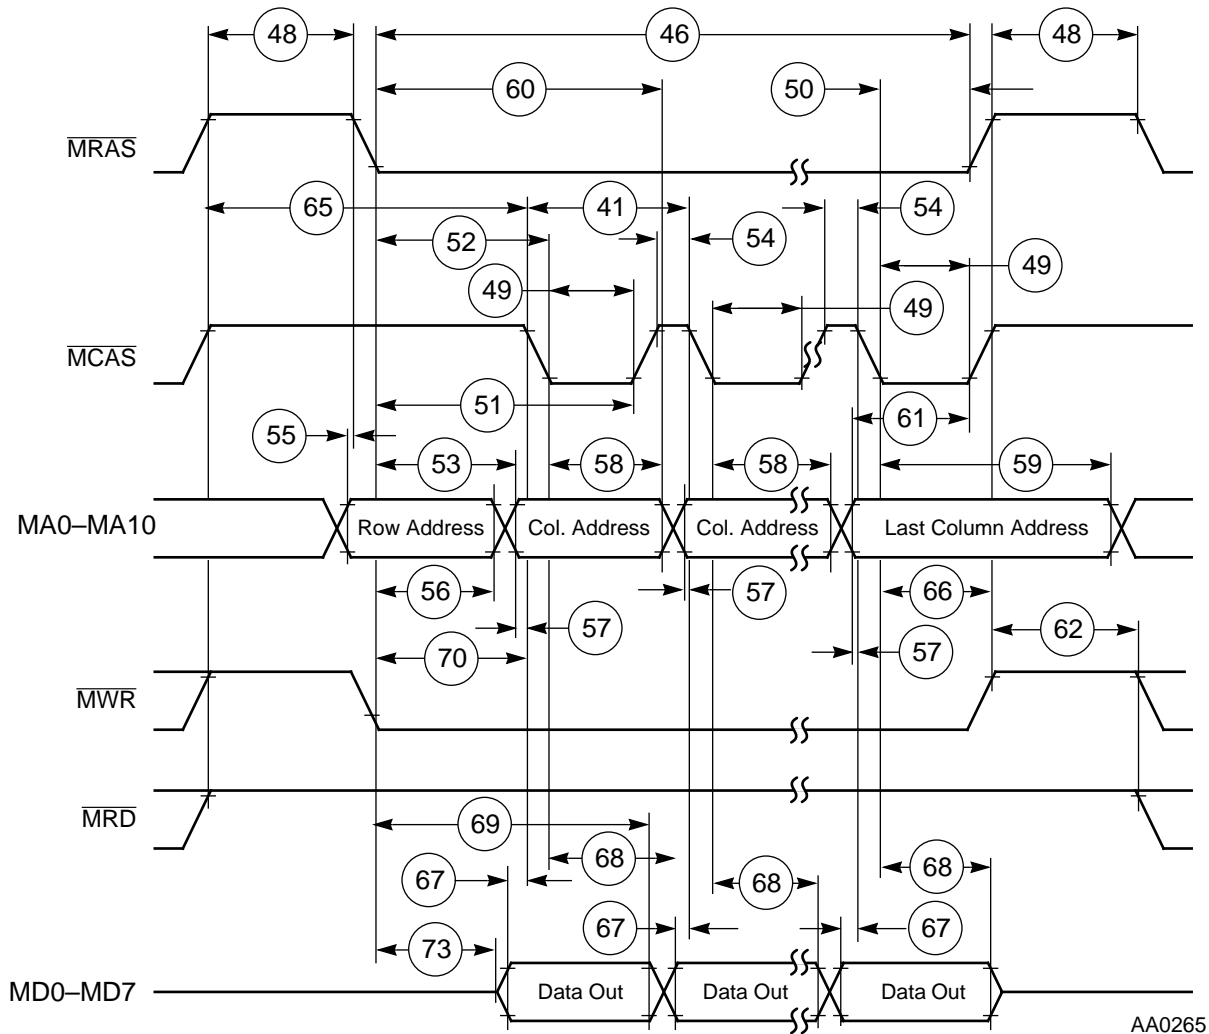 48
46
48
60
50
MRAS
65
41
54
52
54
49
49
49
MCAS
51
61
55
53
58
58
59
MA0–MA10
Row Address
Col. Address
Col. Address
Last Column Address
56
57
66
57
62
70
57
MWR
MRD
69
68
67
68
68
67
67
73
MD0–MD7
Data Out
Data Out
Data Out
AA0265